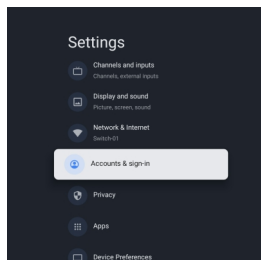 Settings
Channels and inputs
Channels, external inputs
Display and sound
Picture, screen, sound
Network & Internet
Switch-01
Accounts & sign-in
Privacy
Apps
Device Preferences